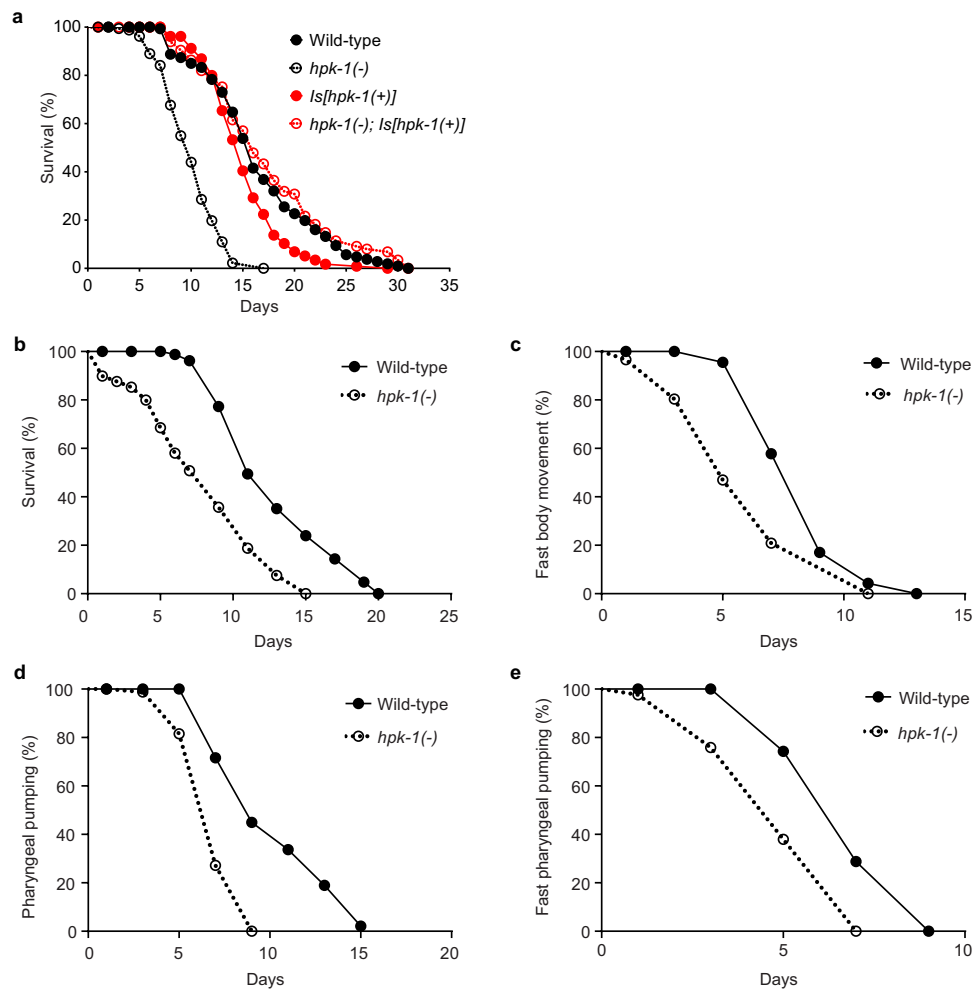 a
Survival (%)
100
80
60
40
20
0
0 5 10 15 20 25 30 35
Days
Wild-type
hpk-1(-)
Is[hpk-1(+)]
hpk-1(-); Is[hpk-1(+)]
b
Survival (%)
100
80
60
40
20
0
0 5 10 15 20 25
Days
Wild-type
hpk-1(-)
c
Fast body movement (%)
100
80
60
40
20
0
0 5 10 15
Days
Wild-type
hpk-1(-)
d
Pharyngeal pumping (%)
100
80
60
40
20
0
0 5 10 15 20
Days
Wild-type
hpk-1(-)
e
Fast pharyngeal pumping (%)
100
80
60
40
20
0
0 5 10
Days
Wild-type
hpk-1(-)